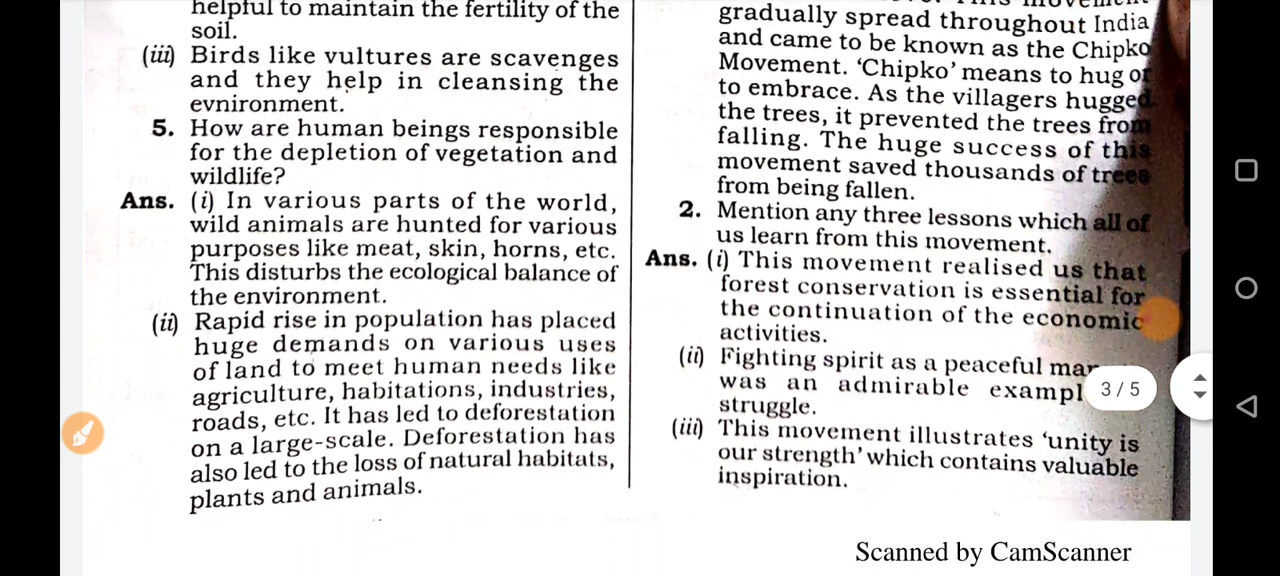 helpful to maintain the fertility of the
soil.
(iii) Birds like vultures are scavenges
and they help in cleansing the
evnironment.
5. How are human beings responsible
for the depletion of vegetation and
wildlife?
Ans. (i) In various parts of the world,
wild animals are hunted for various
purposes like meat, skin, horns, etc.
This disturbs the ecological balance of
the environment.
(ii) Rapid rise in population has placed
huge demands on various uses
of land to meet human needs like
agriculture, habitations, industries,
roads, etc. It has led to deforestation
on a large-scale. Deforestation has
also led to the loss of natural habitats,
plants and animals.
gradually spread throughout India
and came to be known as the Chipko
Movement. ‘Chipko’ means to hug or
to embrace. As the villagers hugged
the trees, it prevented the trees from
falling. The huge success of this
movement saved thousands of trees
from being fallen.
2. Mention any three lessons which all of
us learn from this movement.
Ans. (i) This movement realised us that
forest conservation is essential for
the continuation of the economic
activities.
(ii) Fighting spirit as a peaceful
was an admirable
struggle.
(iii) This movement illustrates ‘unity is
our strength’ which contains valuable
inspiration.
3 / 5
Scanned by CamScanner